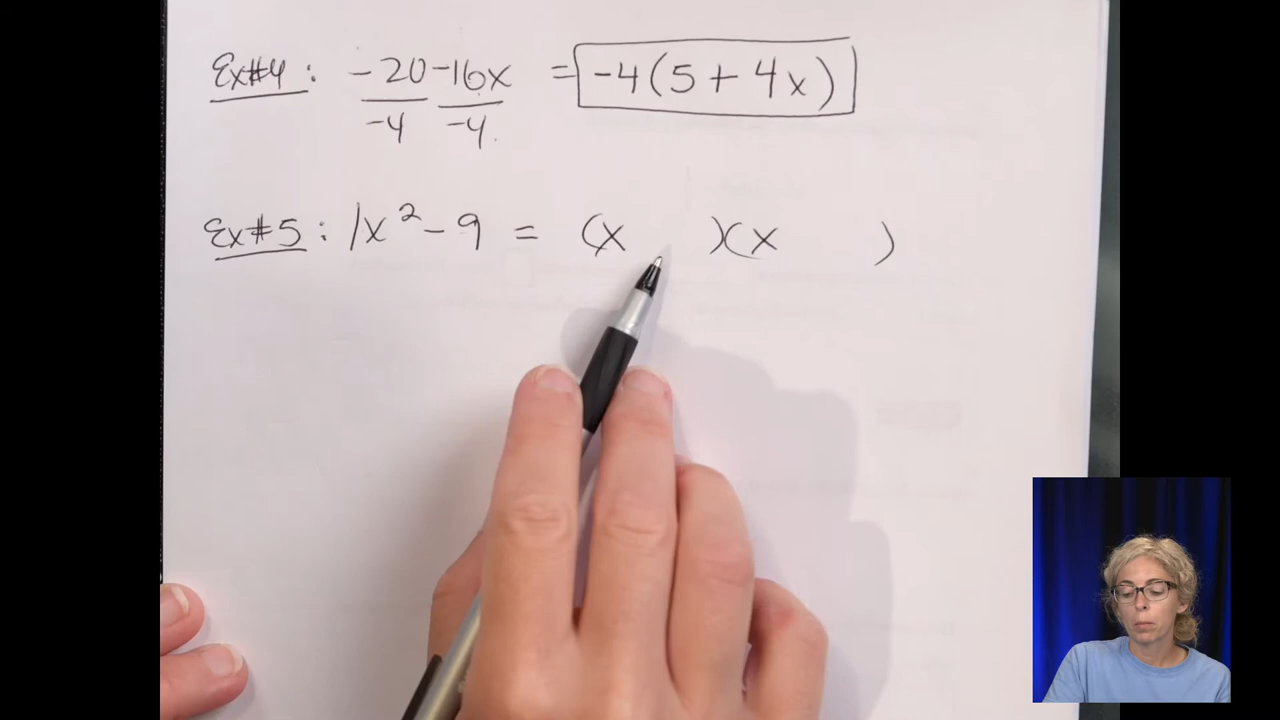 Ex#4: -20-16x = -4(5+4x)
-4 -4.
Ex#5: 1x²-9 = (x )(x )